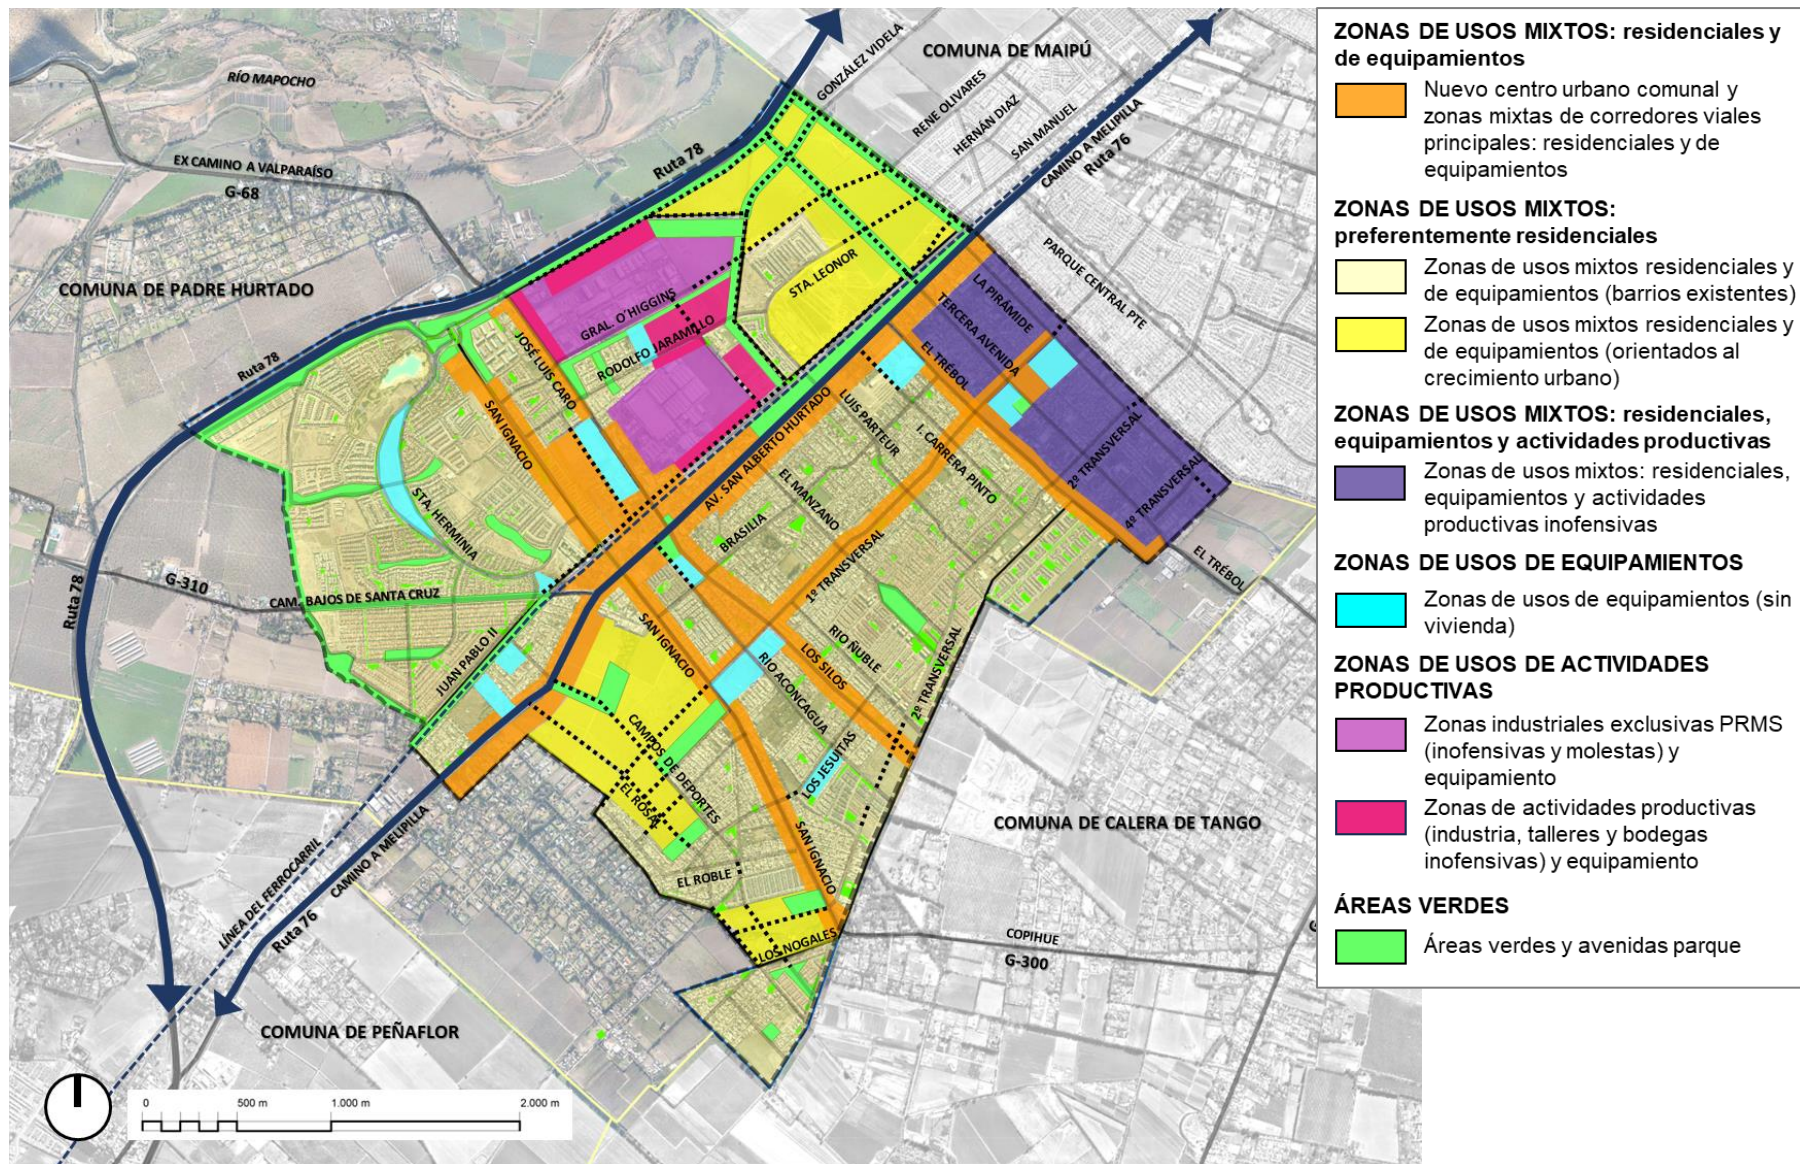 COMUNA DE MAIPÚ
GONZÁLEZ VIDELA
RENE OLIVARES
HERNÁN DIAZ
SAN MANUEL
CAMINO A MELIPILLA
Ruta 76
RÍO MAPOCHO
EX CAMINO A VALPARAÍSO
G-68
Ruta 78
COMUNA DE PADRE HURTADO
PARQUE CENTRAL PTE
STA. LEONOR
LA PIRÁMIDE
TERCERA AVENIDA
EL TRÉBOL
GRAL. O´HIGGINS
RODOLFO JARAMILLO
JOSÉ LUIS CARO
SAN IGNACIO
Ruta 78
LUIS PARTEUR
I. CARRERA PINTO
AV. SAN ALBERTO HURTADO
EL MANZANO
BRASILIA
2º TRANSVERSAL
4º TRANSVERSAL
EL TRÉBOL
STA. HERMINIA
1º TRANSVERSAL
G-310
CAM. BAJOS DE SANTA CRUZ
Ruta 78
JUAN PABLO II
SAN IGNACIO
RIO ÑUBLE
LOS SILOS
RÍO ACONCAGUA
2º TRANSVERSAL
CAMPOS DE DEPORTES
EL ROSAL
LOS JESUITAS
SAN IGNACIO
EL ROBLE
LOS NOGALES
COMUNA DE CALERA DE TANGO
COPIHUE
G-300
LÍNEA DEL FERROCARRIL
CAMINO A MELIPILLA
Ruta 76
COMUNA DE PEÑAFLOR
0
500 m
1.000 m
2.000 m
ZONAS DE USOS MIXTOS: residenciales y
de equipamientos
Nuevo centro urbano comunal y
zonas mixtas de corredores viales
principales: residenciales y de
equipamientos
ZONAS DE USOS MIXTOS:
preferentemente residenciales
Zonas de usos mixtos residenciales y
de equipamientos (barrios existentes)
Zonas de usos mixtos residenciales y
de equipamientos (orientados al
crecimiento urbano)
ZONAS DE USOS MIXTOS: residenciales,
equipamientos y actividades productivas
Zonas de usos mixtos: residenciales,
equipamientos y actividades
productivas inofensivas
ZONAS DE USOS DE EQUIPAMIENTOS
Zonas de usos de equipamientos (sin
vivienda)
ZONAS DE USOS DE ACTIVIDADES
PRODUCTIVAS
Zonas industriales exclusivas PRMS
(inofensivas y molestas) y
equipamiento
Zonas de actividades productivas
(industria, talleres y bodegas
inofensivas) y equipamiento
ÁREAS VERDES
Áreas verdes y avenidas parque